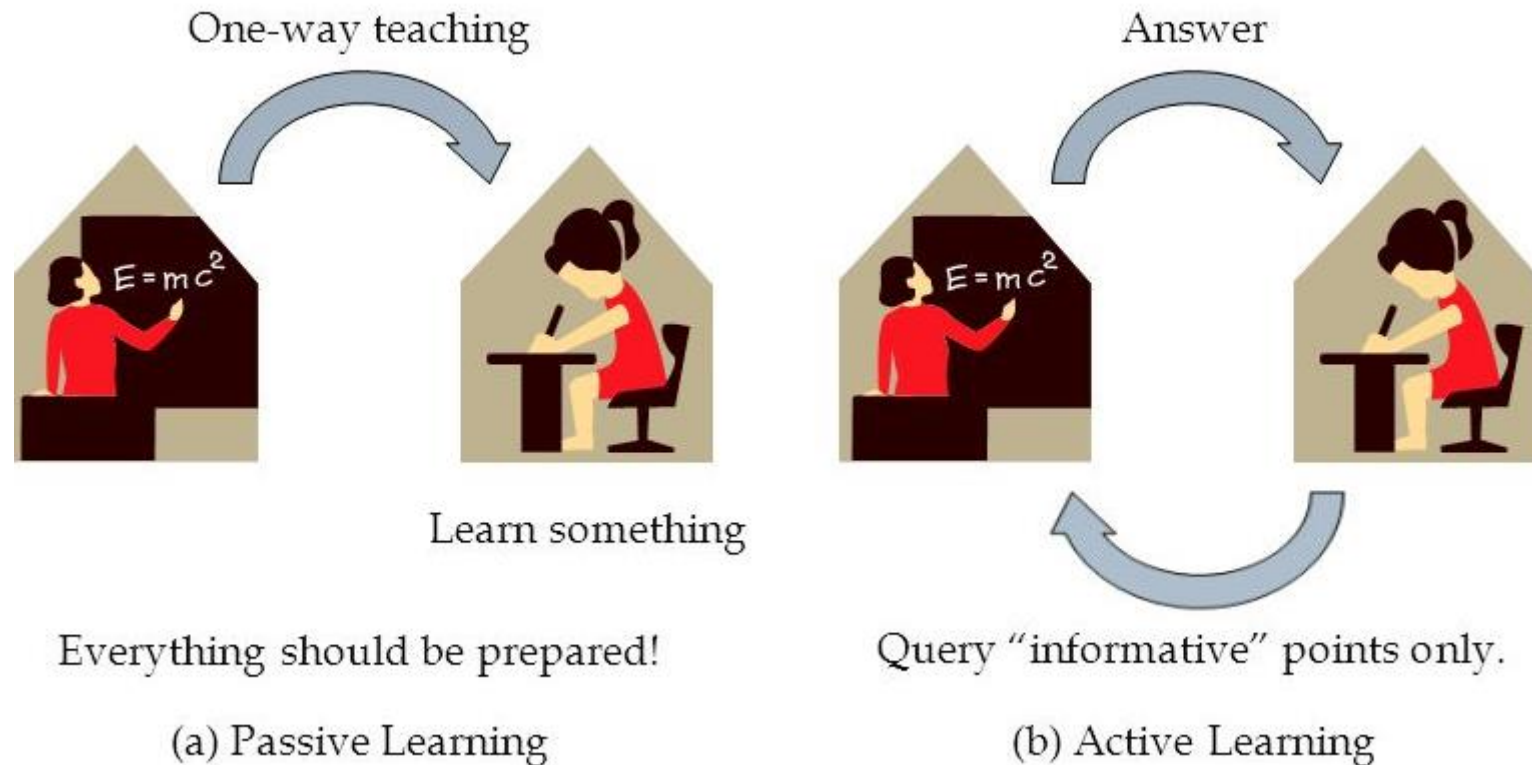 One-way teaching
E = mc²
Learn something
Everything should be prepared!
(a) Passive Learning
Answer
E = mc²
Query “informative” points only.
(b) Active Learning